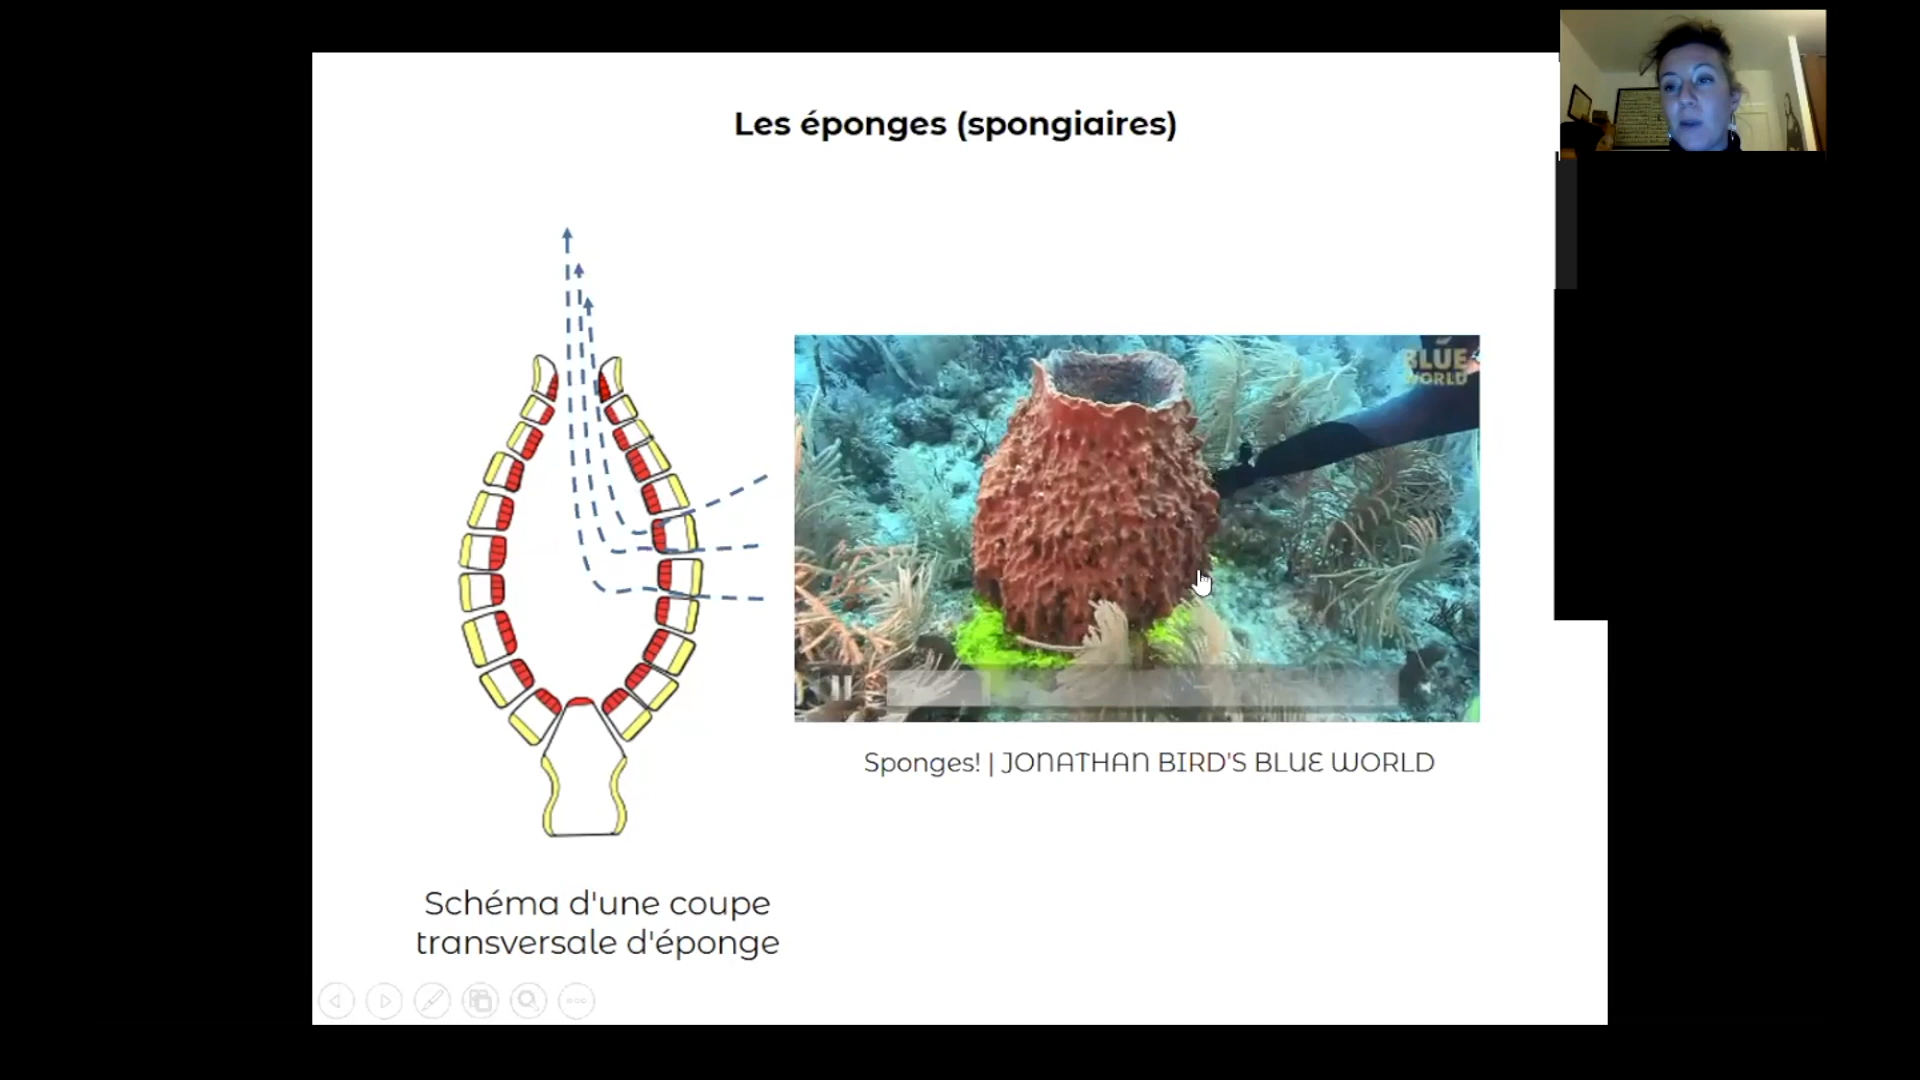 Les éponges (spongiaires)
BLUE
WORLD
Sponges! | JONATHAN BIRD'S BLUE WORLD
Schéma d'une coupe
transversale d'éponge